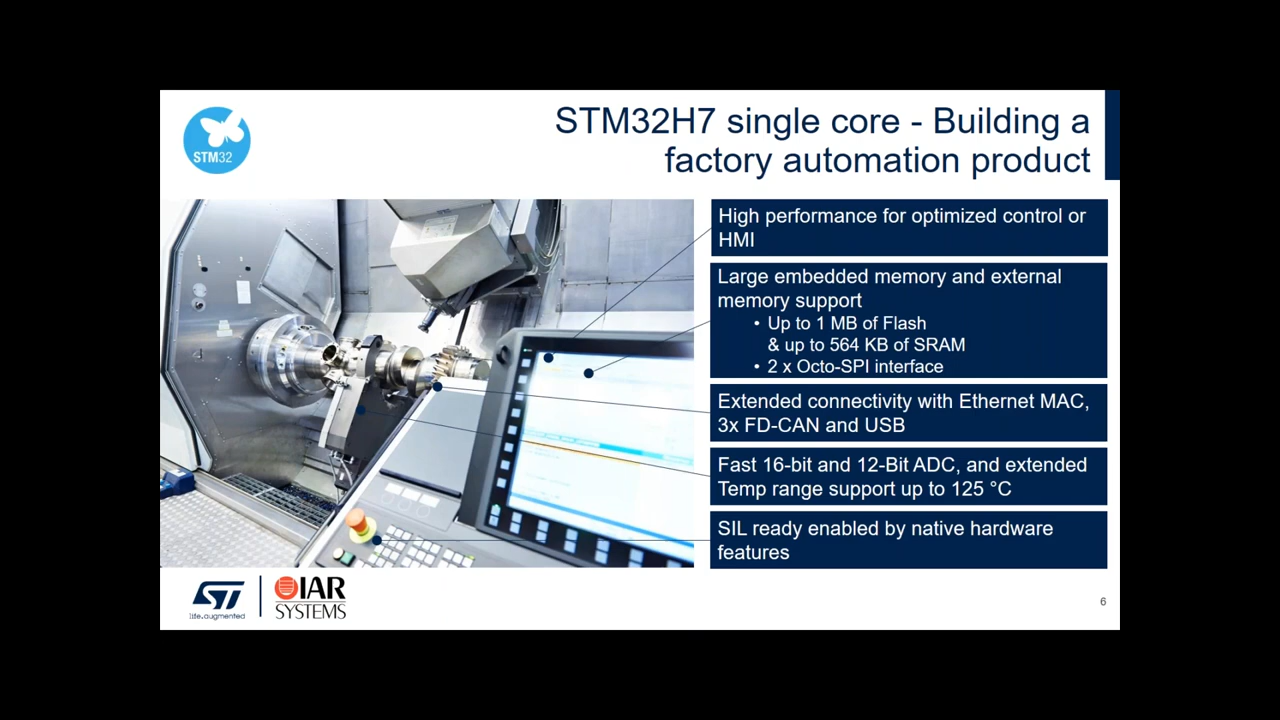 STM32
STM32H7 single core - Building a
factory automation product
High performance for optimized control or
HMI
Large embedded memory and external
memory support
• Up to 1 MB of Flash
& up to 564 KB of SRAM
• 2 x Octo-SPI interface
Extended connectivity with Ethernet MAC,
3x FD-CAN and USB
Fast 16-bit and 12-Bit ADC, and extended
Temp range support up to 125 °C
SIL ready enabled by native hardware
features
ST
life.augmented
IAR
SYSTEMS
6